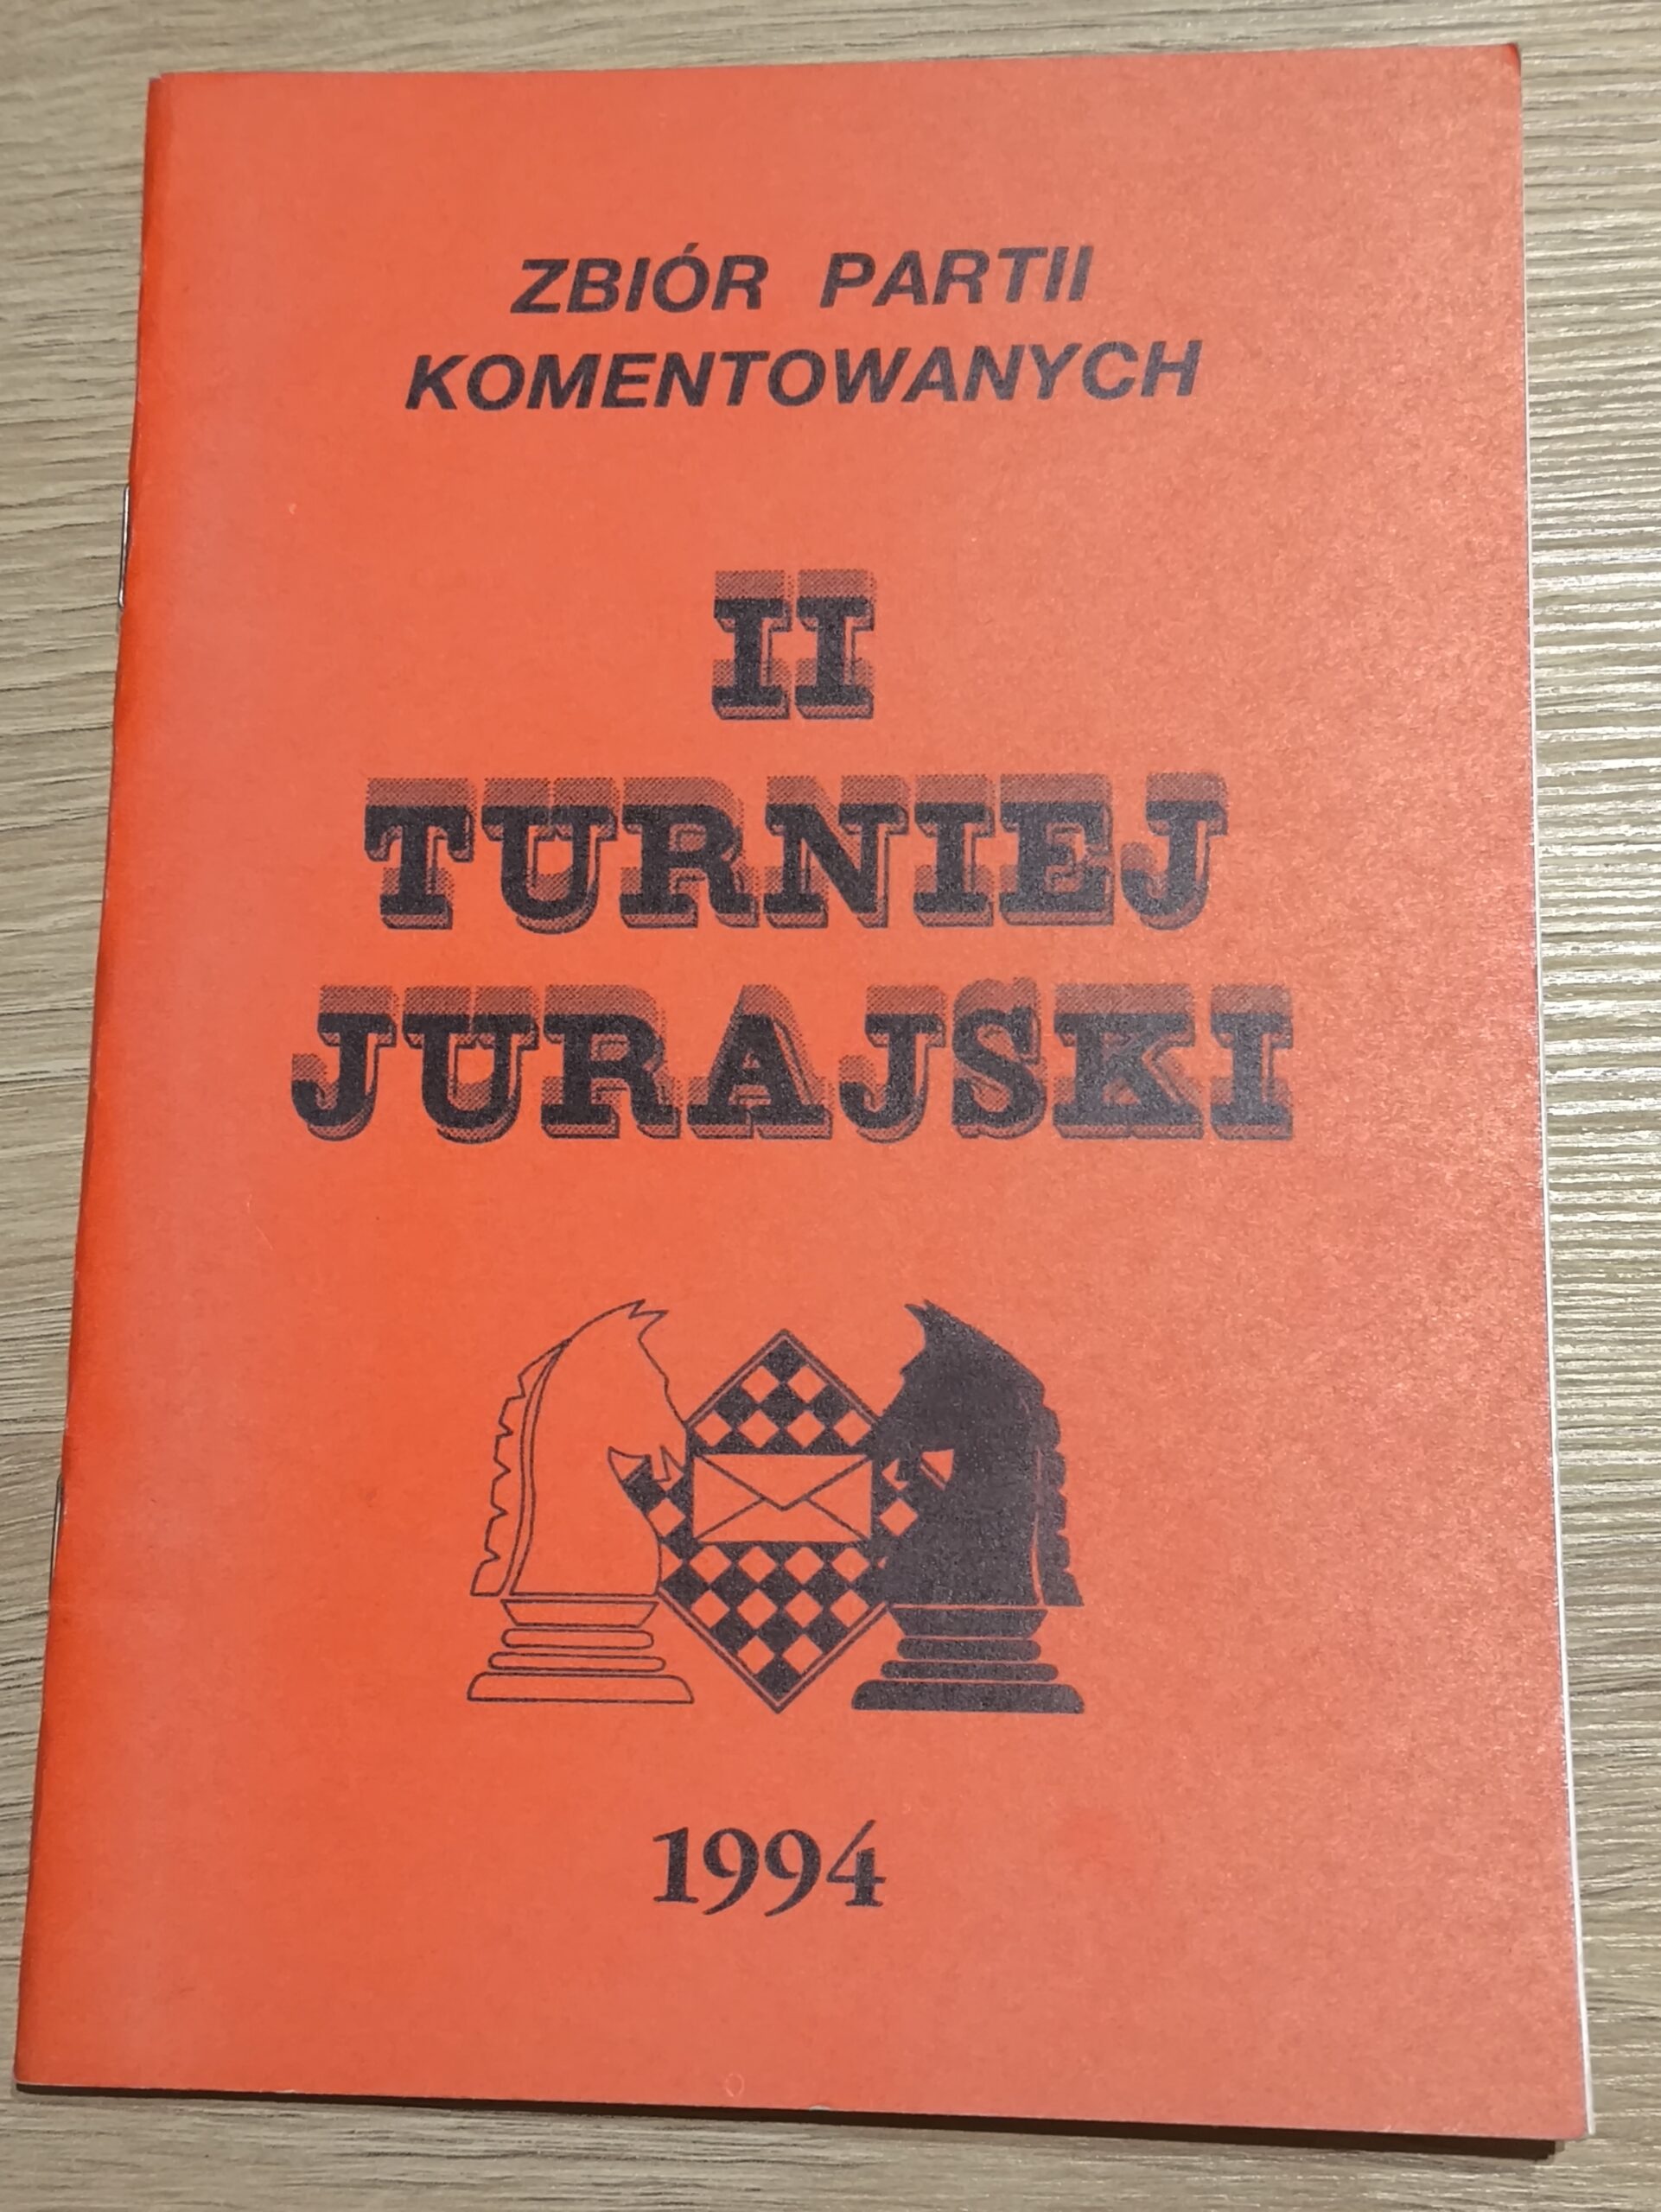 ZBIÓR PARTII
KOMENTOWANYCH
II
TURNIEJ
JURAJSKI
1994